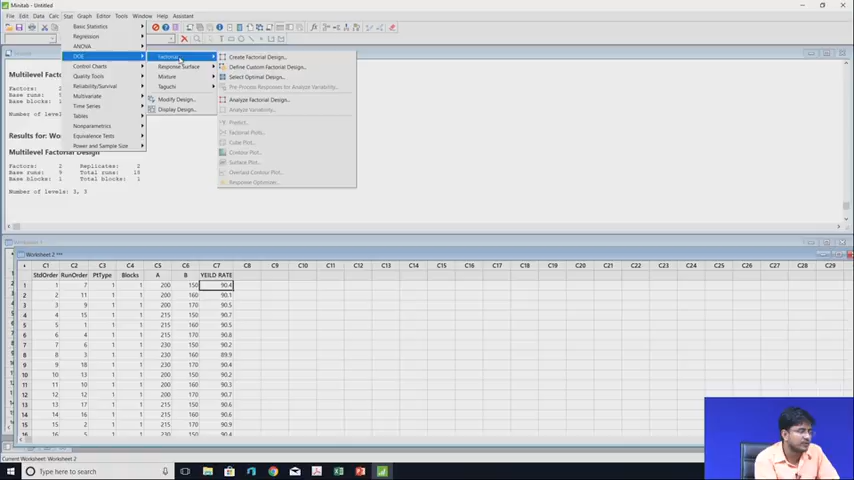 Minitab - Untitled
File Edit Data Calc Stat Graph Editor Tools Window Help Assistant
Basic Statistics
Regression
ANOVA
DOE
Control Charts
Quality Tools
Reliability/Survival
Multivariate
Time Series
Tables
Nonparametrics
Equivalence Tests
Power and Sample Size
Factorial
Response Surface
Mixture
Taguchi
Modify Design...
Display Design...
Create Factorial Design...
Define Custom Factorial Design...
Select Optimal Design...
Pre-Process Responses for Analyze Variability...
Analyze Factorial Design...
Analyze Variability...
Predict...
Factorial Plots...
Cube Plot...
Contour Plot...
Surface Plot...
Overlaid Contour Plot...
Response Optimizer...
Multilevel Factorial
Factors: 2
Base runs:
Base blocks:
Number of level
Results for: Wo
Multilevel Factorial Design
Factors: 2 Replicates: 2
Base runs: 9 Total runs: 18
Base blocks: 1 Total blocks: 1
Number of levels: 3, 3
Worksheet 2 ***
C1 C2 C3 C4 C5 C6 C7 C8 C9 C10 C11 C12 C13 C14 C15 C16 C17 C18 C19 C20 C21 C22 C23 C24 C25 C26 C27 C28 C29
StdOrder RunOrder PtType Blocks A B YEILD RATE
1 1 7 1 1 200 150 90.4
2 2 11 1 1 200 160 90.1
3 3 9 1 1 200 170 90.5
4 4 15 1 1 215 150 90.7
5 5 1 1 1 215 160 90.5
6 6 4 1 1 215 170 90.8
7 7 6 1 1 230 150 90.2
8 8 3 1 1 230 160 89.9
9 9 18 1 1 230 170 90.4
10 10 13 1 1 200 150 90.2
11 11 10 1 1 200 160 90.3
12 12 12 1 1 200 170 90.7
13 13 17 1 1 215 150 90.6
14 14 16 1 1 215 160 90.6
15 15 2 1 1 215 170 90.9
16 16 5 1 1 230 150 90.4
Current Worksheet: Worksheet 2
Type here to search